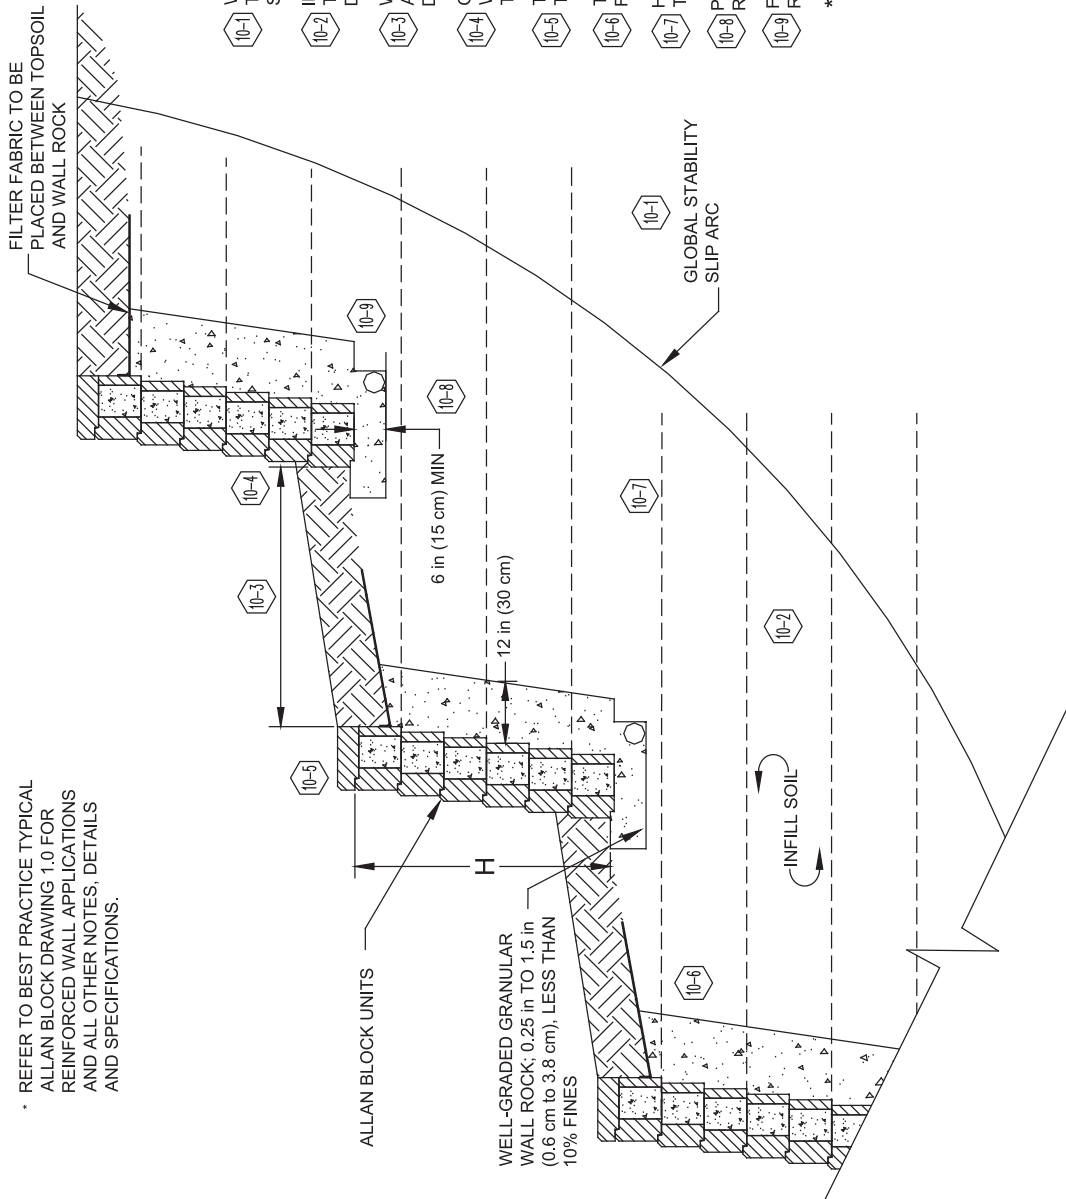 * REFER TO BEST PRACTICE TYPICAL
ALLAN BLOCK DRAWING 1.0 FOR
REINFORCED WALL APPLICATIONS
AND ALL OTHER NOTES, DETAILS
AND SPECIFICATIONS.
ALLAN BLOCK UNITS
WELL-GRADED GRANULAR
WALL ROCK; 0.25 in TO 1.5 in
(0.6 cm to 3.8 cm), LESS THAN
10% FINES
H
10-5
10-3
10-4
12 in (30 cm)
6 in (15 cm) MIN
10-8
10-9
FILTER FABRIC TO BE
PLACED BETWEEN TOPSOIL
AND WALL ROCK
10-6
INFILL SOIL
10-2
10-7
GLOBAL STABILITY
SLIP ARC
10-1
10-1
10-2
10-3
10-4
10-5
10-6
10-7
10-8
10-9
*